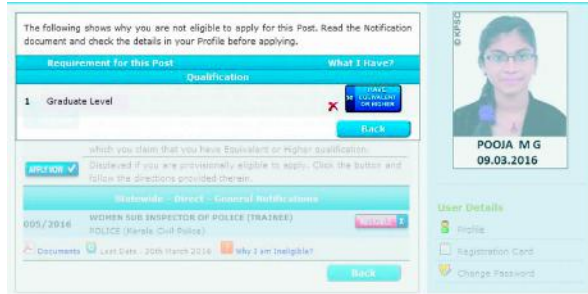 The following shows why you are not eligible to apply for this Post. Read the Notification
document and check the details in your Profile before applying.
Requirement for this Post What I Have?
Qualification
1 Graduate Level
HAVE
EQUIVALENT
OR HIGHER
Back
which you claim that you have Equivalent or Higher qualification.
APPLY NOW
Displayed if you are provisionally eligible to apply. Click the button and
follow the directions provided therein.
Statewide - Direct - General Notifications
005/2016
WOMEN SUB INSPECTOR OF POLICE (TRAINEE)
POLICE (Kerala Civil Police)
Documents Last Date : 20th March 2016 Why I am Ineligible?
Back
© KPSC
POOJA M G
09.03.2016
User Details
Profile
Registration Card
Change Password